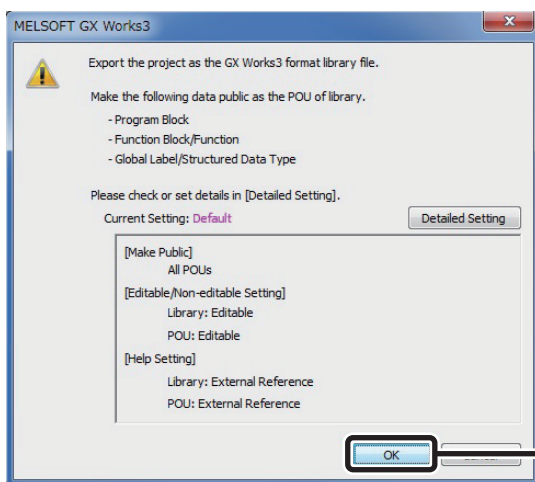 MELSOFT GX Works3
Export the project as the GX Works3 format library file.
Make the following data public as the POU of library.
- Program Block
- Function Block/Function
- Global Label/Structured Data Type
Please check or set details in [Detailed Setting].
Current Setting: Default
Detailed Setting
[Make Public]
All POUs
[Editable/Non-editable Setting]
Library: Editable
POU: Editable
[Help Setting]
Library: External Reference
POU: External Reference
OK